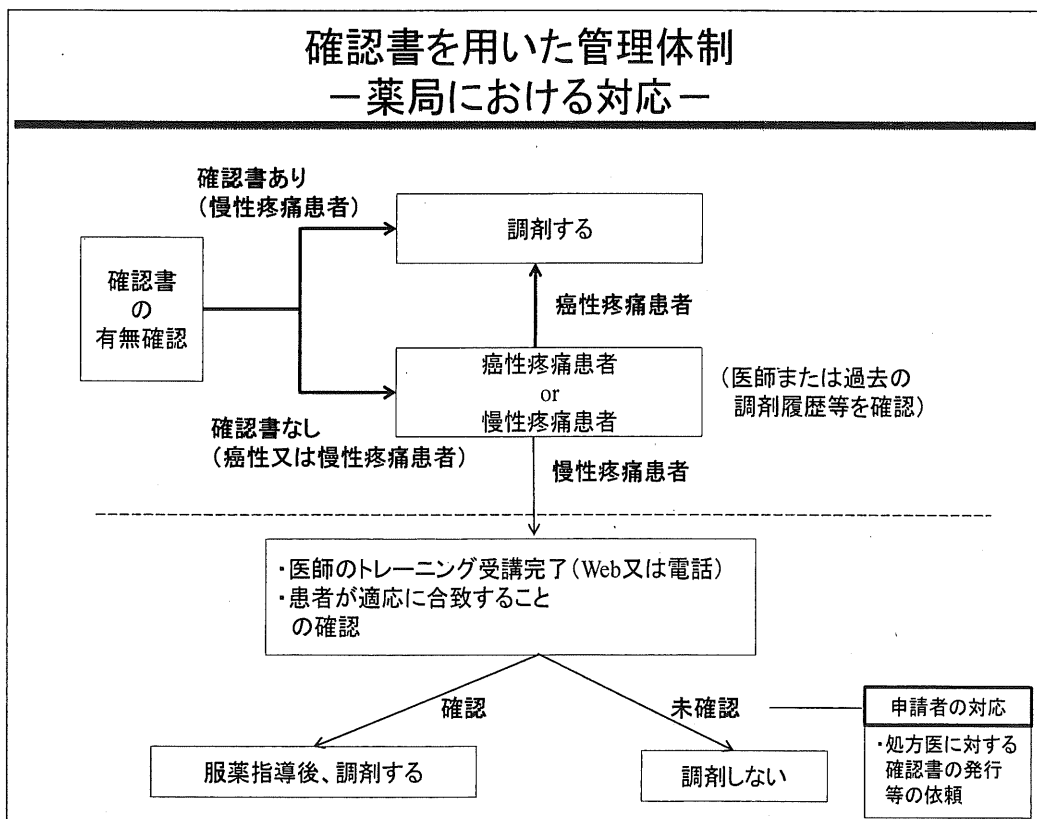 確認書を用いた管理体制
－薬局における対応－
確認書あり
（慢性疼痛患者）
調剤する
確認書
の
有無確認
癌性疼痛患者
癌性疼痛患者
or
慢性疼痛患者
（医師または過去の
調剤履歴等を確認）
確認書なし
（癌性又は慢性疼痛患者）
慢性疼痛患者
・医師のトレーニング受講完了（Web又は電話）
・患者が適応に合致すること
の確認
確認
未確認
申請者の対応
・処方医に対する
確認書の発行
等の依頼
服薬指導後、調剤する
調剤しない